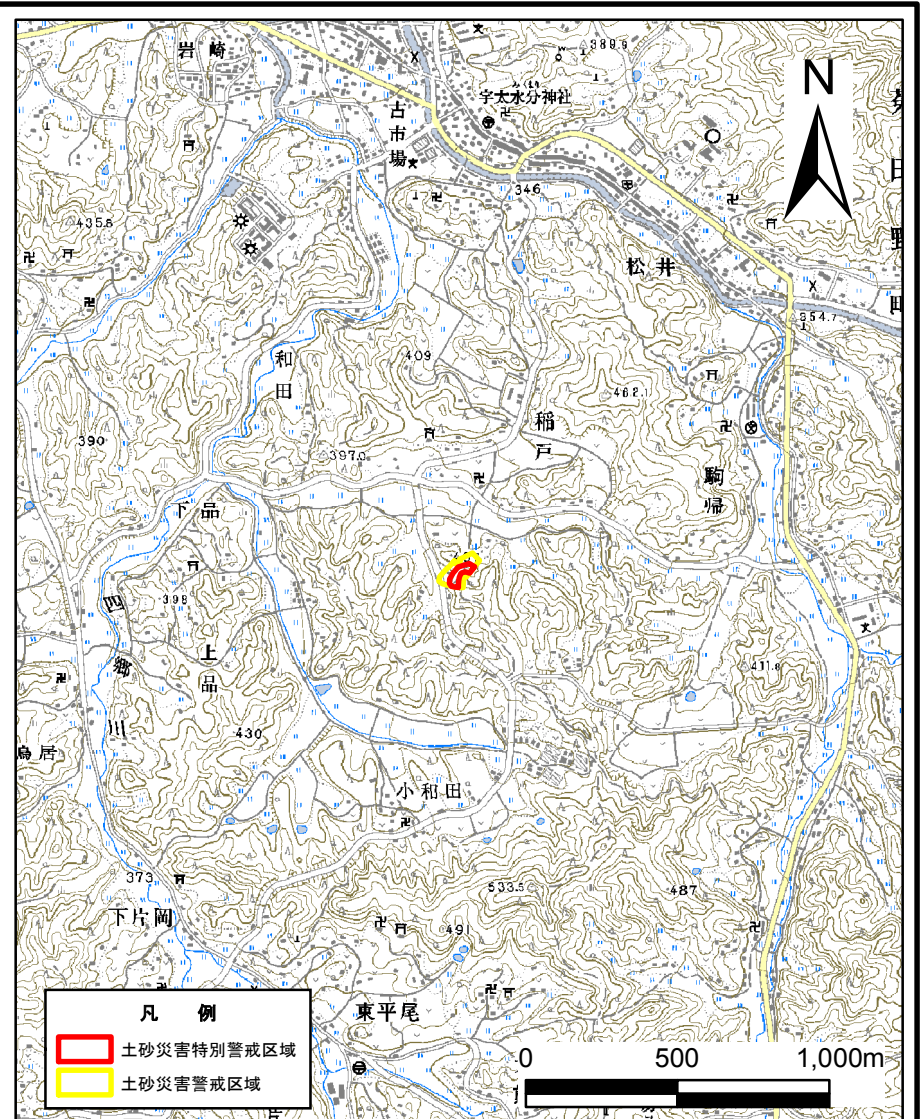 岩崎
389.9
宇太水分神社
古市場
N
346
435.8
松井
354.7
和田
409
462.1
稲戸
390
397.0
駒帰
下品
398
四郷川
上品
411.8
430
鳥居
小和田
373
533.5
487
下片岡
491
東平尾
凡例
土砂災害特別警戒区域
土砂災害警戒区域
0 500 1,000m